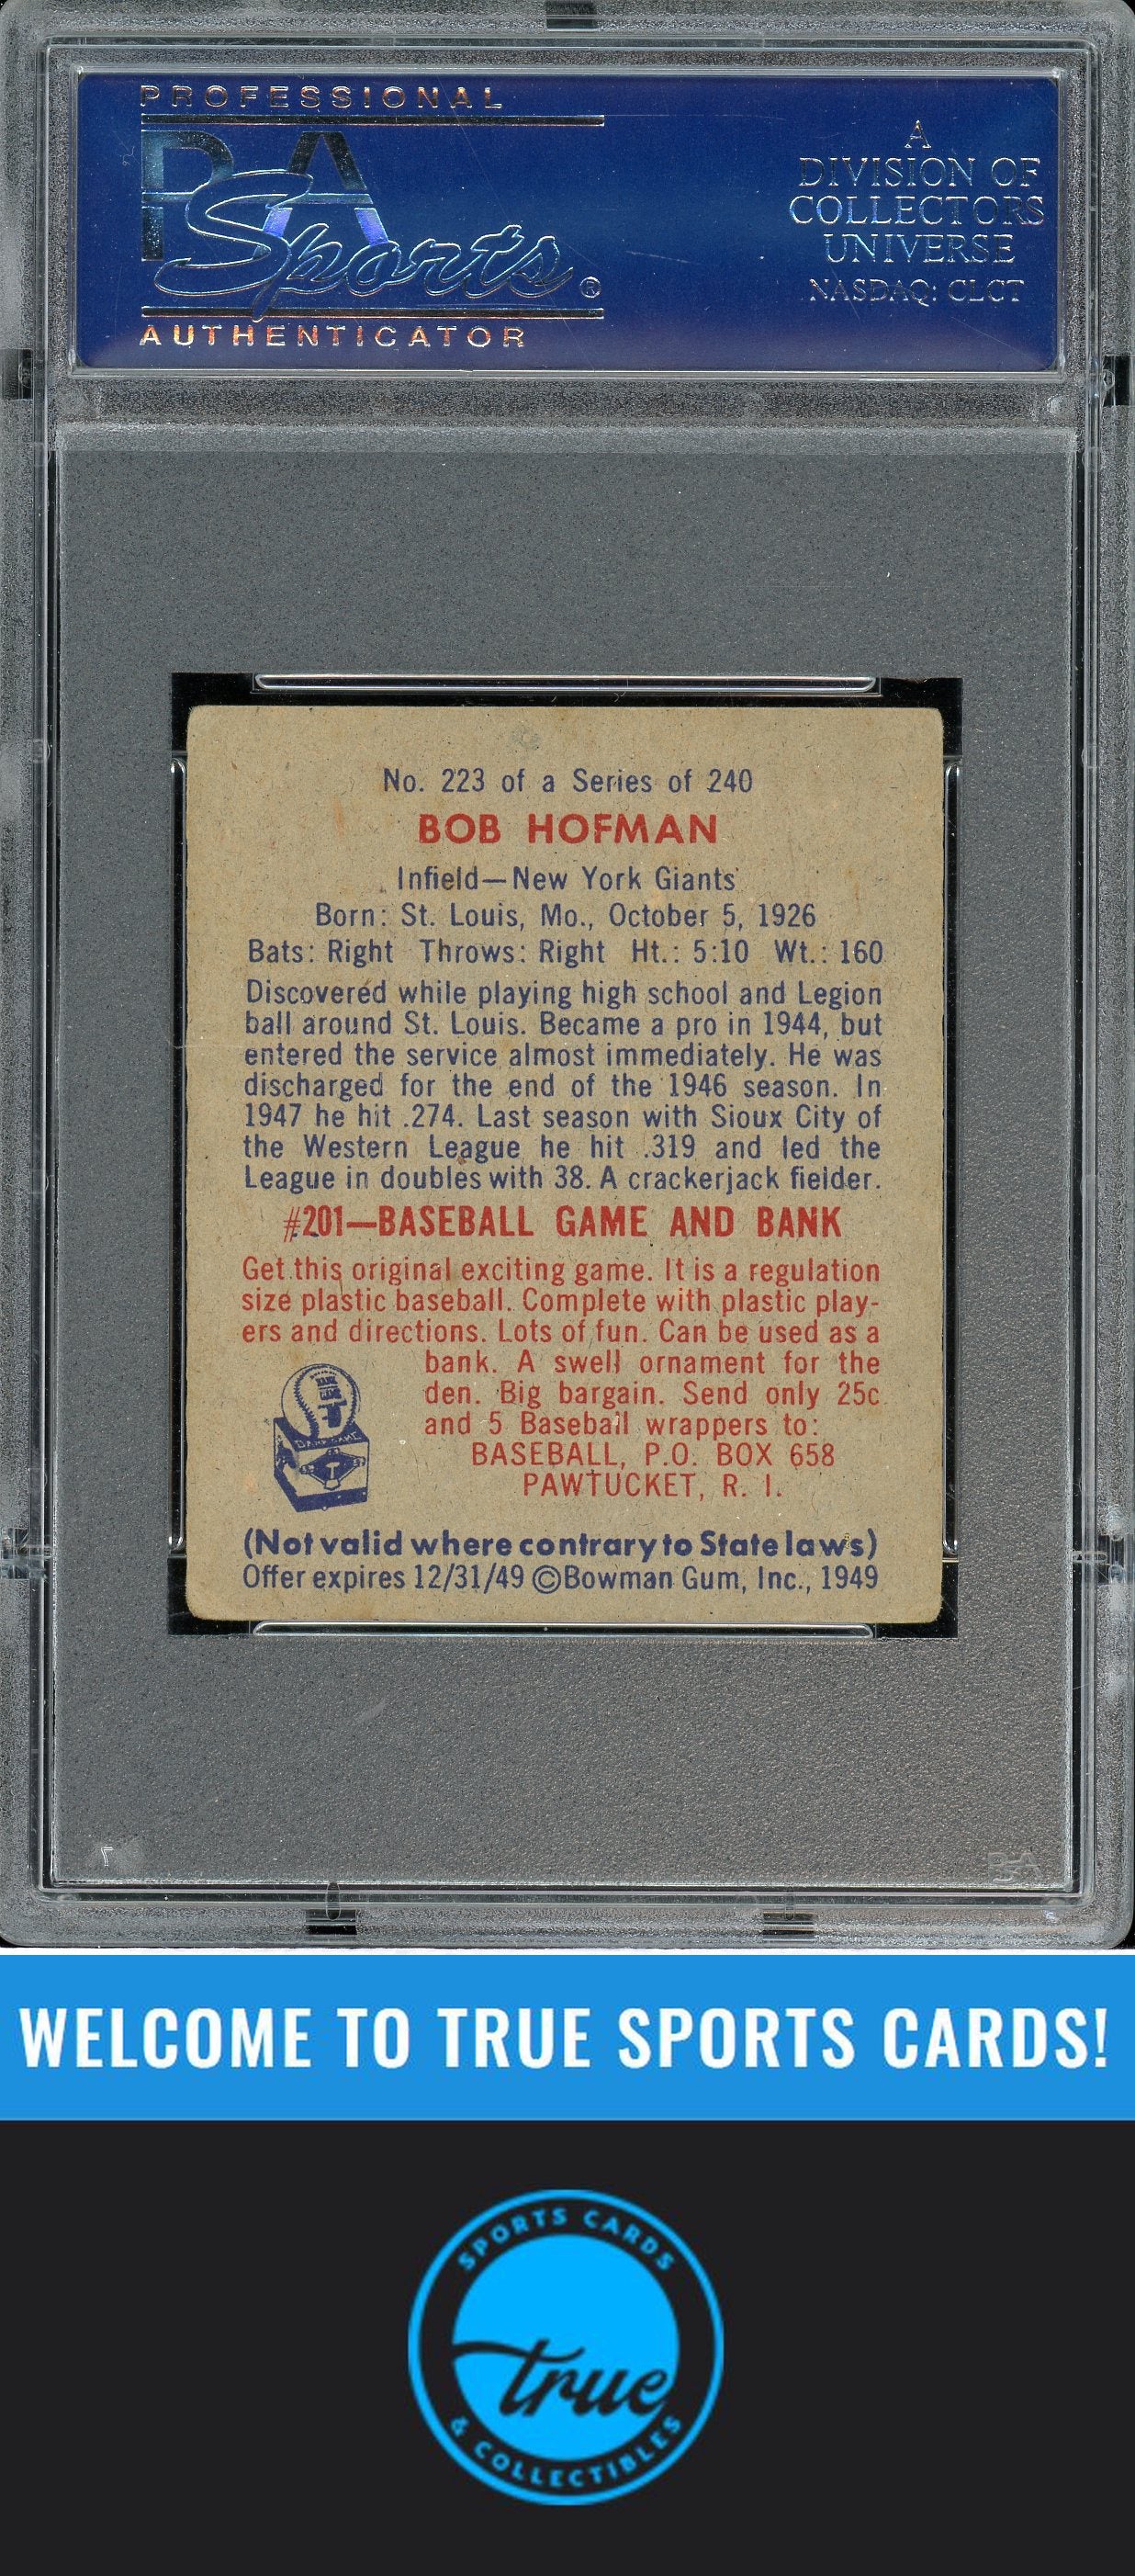 PROFESSIONAL
PSA
Sports ®
AUTHENTICATOR
A
DIVISION OF
COLLECTORS
UNIVERSE
NASDAQ: CLCT
No. 223 of a Series of 240
BOB HOFMAN
Infield—New York Giants
Born: St. Louis, Mo., October 5, 1926
Bats: Right Throws: Right Ht.: 5:10 Wt.: 160
Discovered while playing high school and Legion
ball around St. Louis. Became a pro in 1944, but
entered the service almost immediately. He was
discharged for the end of the 1946 season. In
1947 he hit .274. Last season with Sioux City of
the Western League he hit .319 and led the
League in doubles with 38. A crackerjack fielder.
#201—BASEBALL GAME AND BANK
Get this original exciting game. It is a regulation
size plastic baseball. Complete with plastic play-
ers and directions. Lots of fun. Can be used as a
bank. A swell ornament for the
den. Big bargain. Send only 25c
and 5 Baseball wrappers to:
BASEBALL, P.O. BOX 658
PAWTUCKET, R. I.
(Not valid where contrary to State laws)
Offer expires 12/31/49 ©Bowman Gum, Inc., 1949
PSA
WELCOME TO TRUE SPORTS CARDS!
SPORTS CARDS
true
& COLLECTIBLES